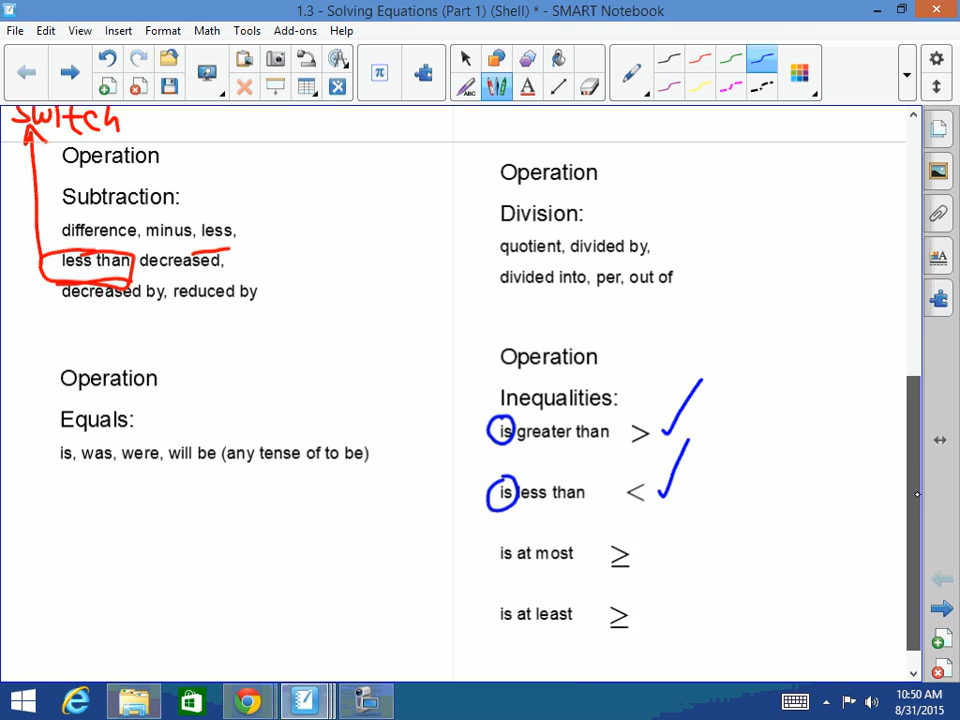 1.3 - Solving Equations (Part 1) (Shell) * - SMART Notebook
File Edit View Insert Format Math Tools Add-ons Help
switch
Operation
Subtraction:
difference, minus, less,
less than, decreased,
decreased by, reduced by
Operation
Equals:
is, was, were, will be (any tense of to be)
Operation
Division:
quotient, divided by,
divided into, per, out of
Operation
Inequalities:
is greater than >
is less than <
is at most ≥
is at least ≥
10:50 AM
8/31/2015